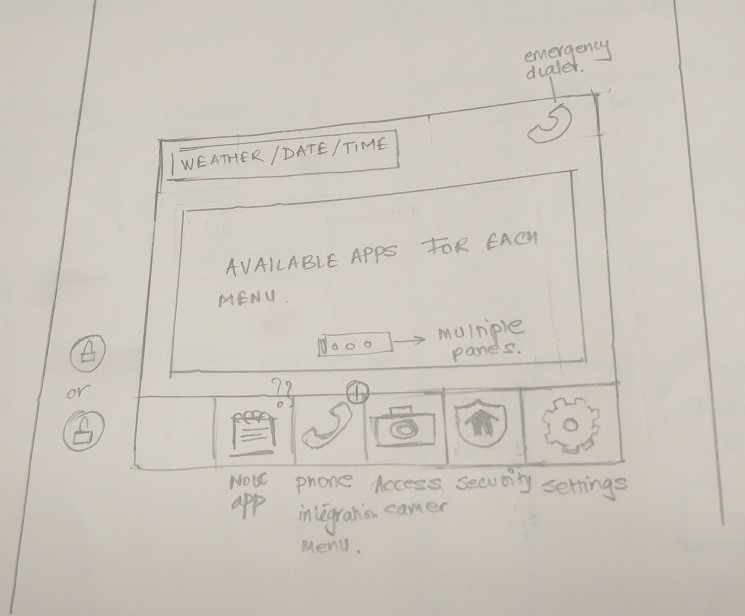 emergency
dialer.
WEATHER/DATE/TIME
AVAILABLE APPS FOR EACH
MENU.
multiple
panes.
or
??
Note
app
phone
integration
menu.
Access
camer
security
settings